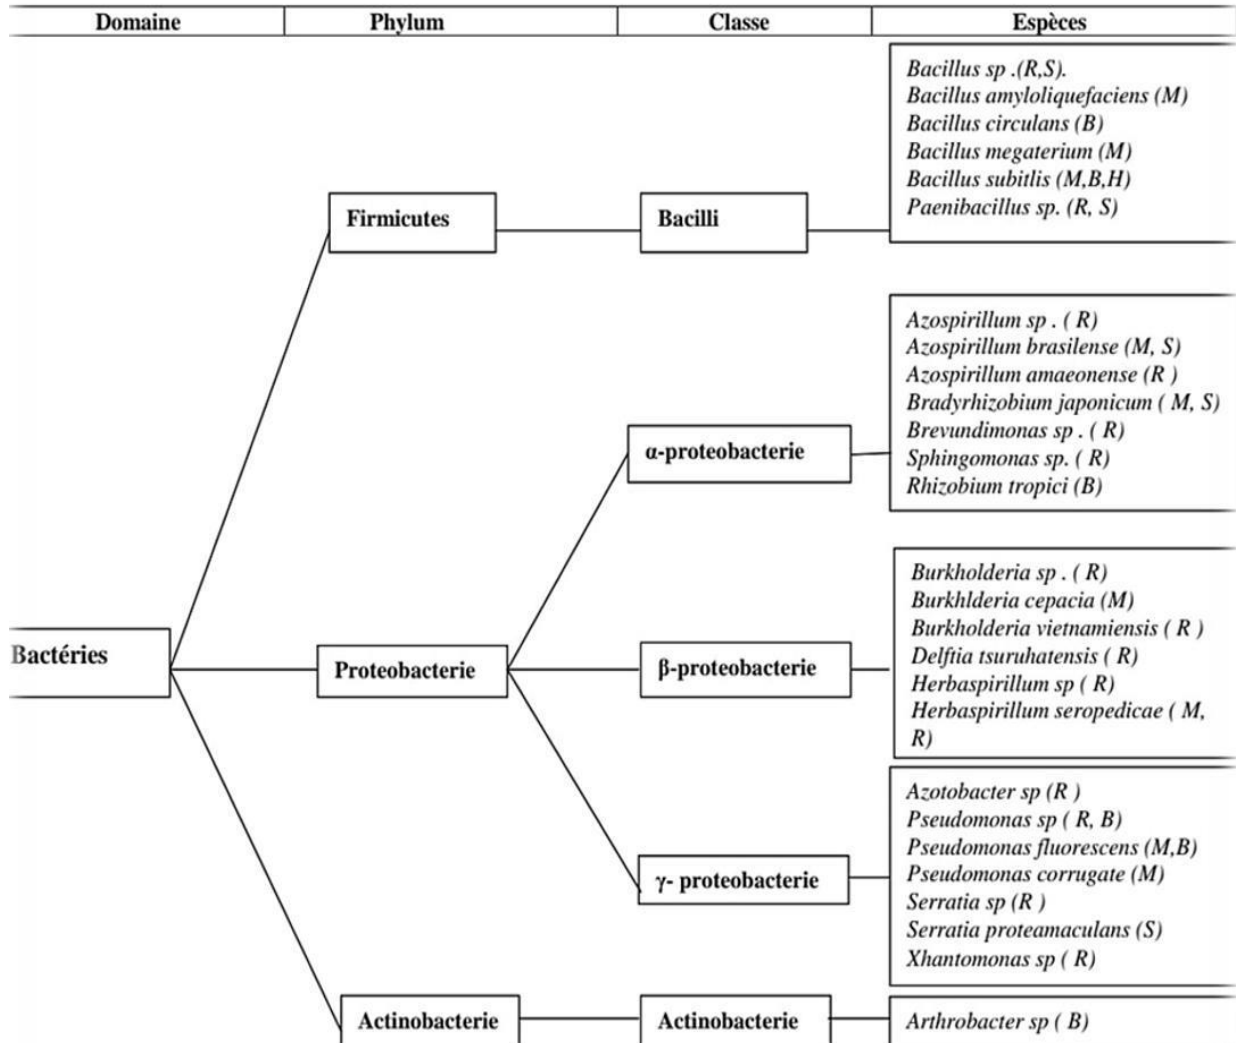 Domaine Phylum Classe Espèces
Bacillus sp .(R,S).
Bacillus amyloliquefaciens (M)
Bacillus circulans (B)
Bacillus megaterium (M)
Bacillus subitlis (M,B,H)
Paenibacillus sp. (R, S)
Firmicutes
Bacilli
Azospirillum sp . ( R)
Azospirillum brasilense (M, S)
Azospirillum amaeonense (R )
Bradyrhizobium japonicum ( M, S)
Brevundimonas sp . ( R)
Sphingomonas sp. ( R)
Rhizobium tropici (B)
α-proteobacterie
Burkholderia sp . ( R)
Burkhlderia cepacia (M)
Burkholderia vietnamiensis ( R )
Delftia tsuruhatensis ( R)
Herbaspirillum sp ( R)
Herbaspirillum seropedicae ( M,
R)
Bactéries
Proteobacterie
β-proteobacterie
Azotobacter sp (R )
Pseudomonas sp ( R, B)
Pseudomonas fluorescens (M,B)
Pseudomonas corrugate (M)
Serratia sp (R )
Serratia proteamaculans (S)
Xhantomonas sp ( R)
γ- proteobacterie
Actinobacterie
Actinobacterie
Arthrobacter sp ( B)